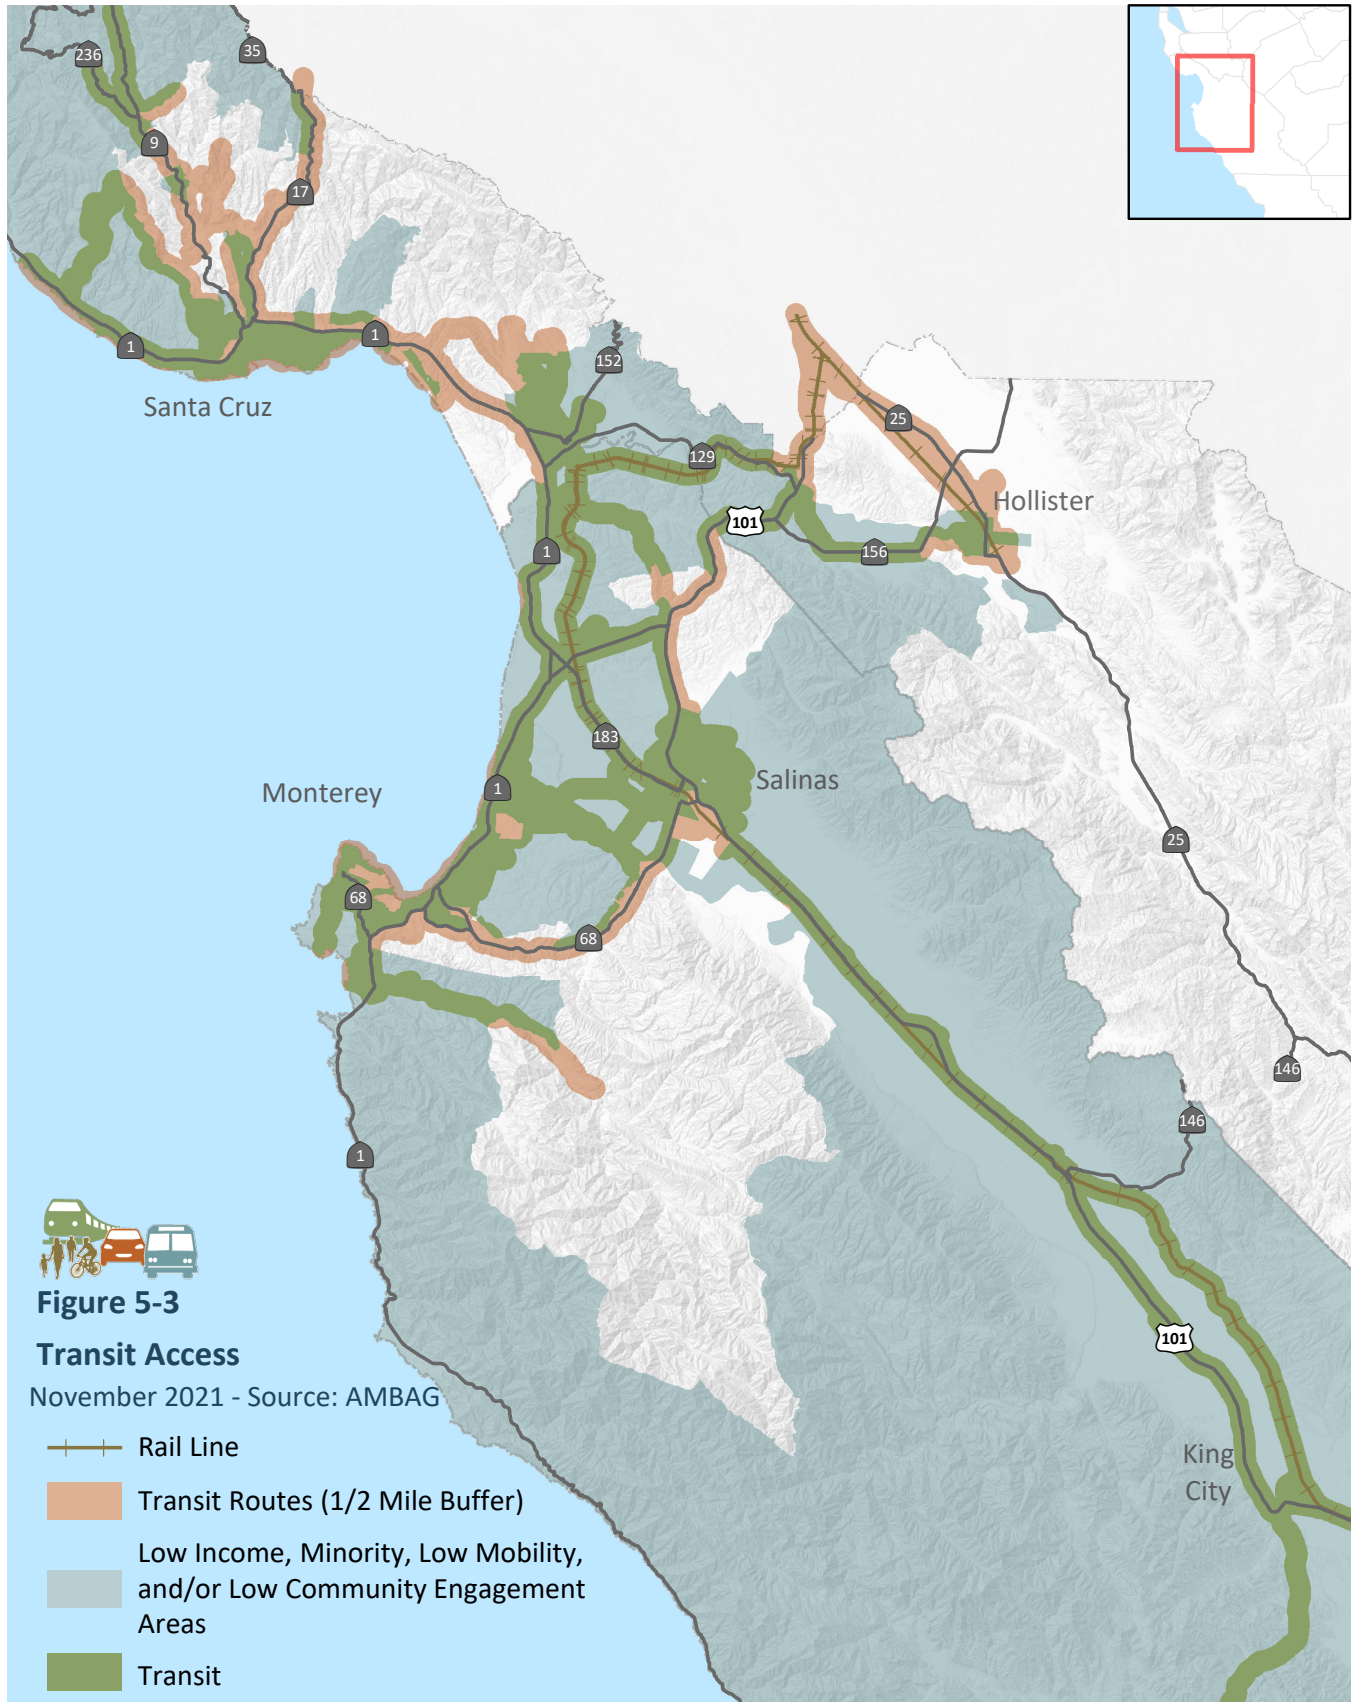 236
35
9
17
1
1
152
Santa Cruz
25
129
Hollister
101
156
1
183
Salinas
Monterey
1
25
68
68
146
146
1
Figure 5-3
Transit Access
November 2021 - Source: AMBAG
101
Rail Line
King
City
Transit Routes (1/2 Mile Buffer)
Low Income, Minority, Low Mobility,
and/or Low Community Engagement
Areas
Transit